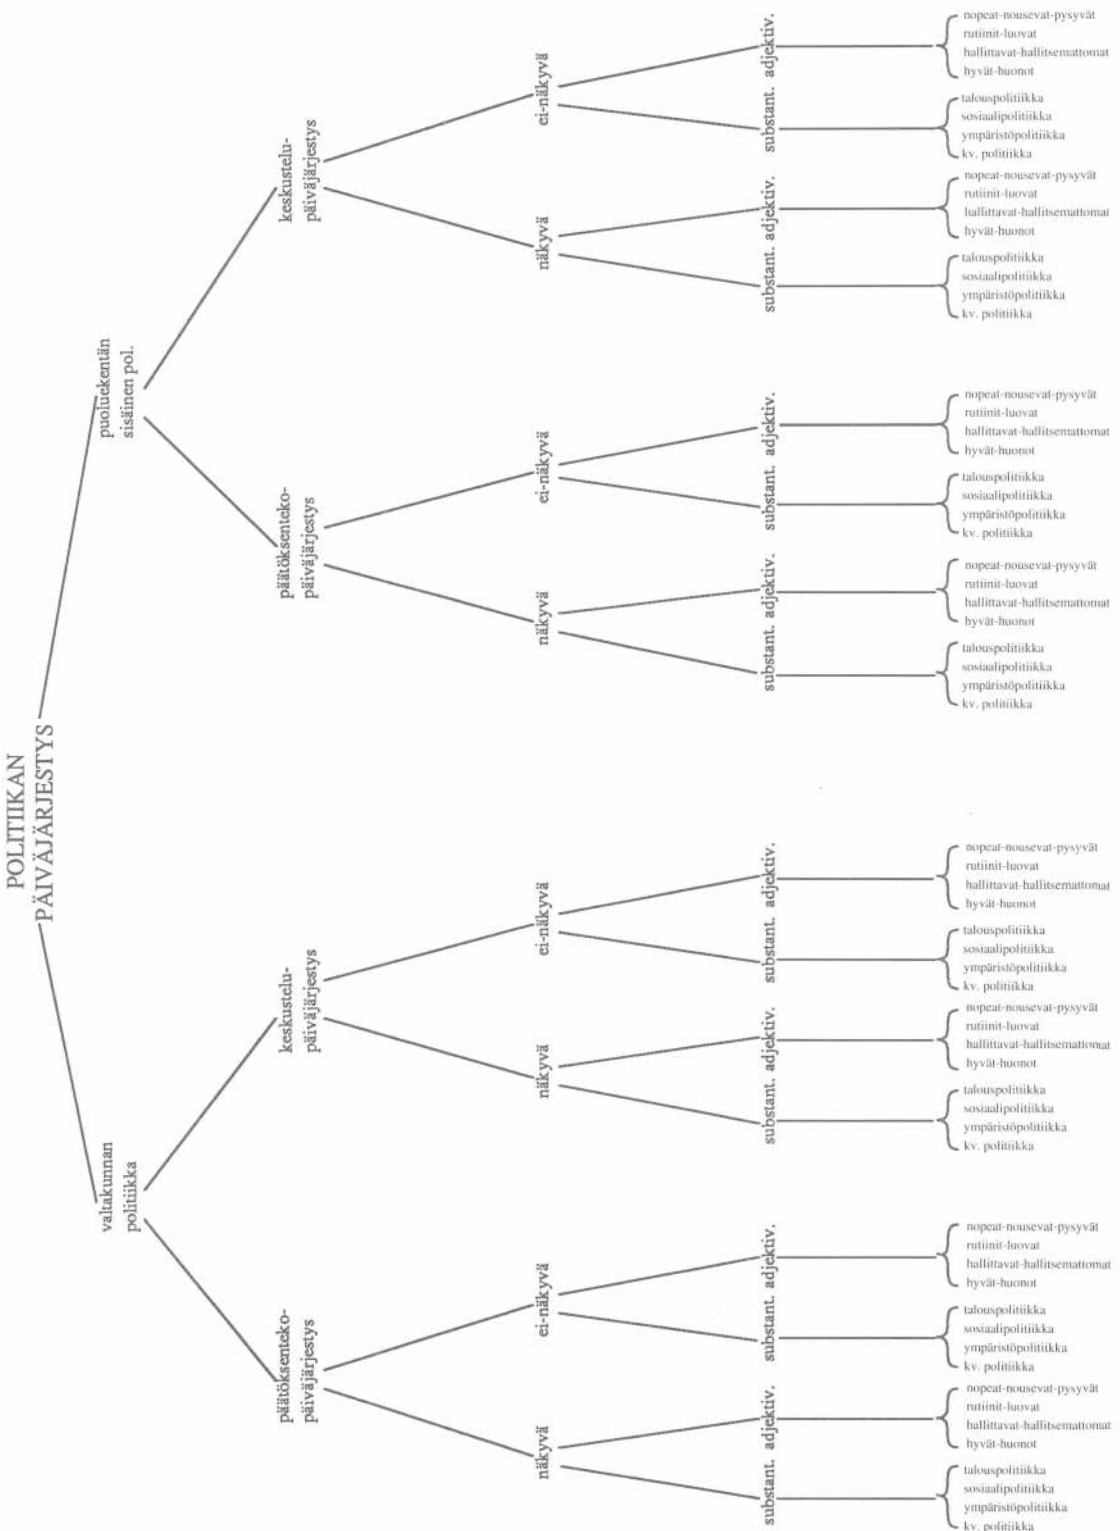 POLITIIKAN
PÄIVÄJÄRJESTYS
valtakunnan
politiikka
puoluekentän
sisäinen pol.
päätöksenteko-
päiväjärjestys
keskustelu-
päiväjärjestys
päätöksenteko-
päiväjärjestys
keskustelu-
päiväjärjestys
näkyvä
ei-näkyvä
näkyvä
ei-näkyvä
näkyvä
ei-näkyvä
näkyvä
ei-näkyvä
substant.
adjektiv.
substant.
adjektiv.
substant.
adjektiv.
substant.
adjektiv.
substant.
adjektiv.
substant.
adjektiv.
substant.
adjektiv.
substant.
adjektiv.
nopeat-nousevat-pysyvät
rutiinit-luovat
hallittavat-hallitsemattomat
hyvät-huonot
talouspolitiikka
sosiaalipolitiikka
ympäristöpolitiikka
kv. politiikka
nopeat-nousevat-pysyvät
rutiinit-luovat
hallittavat-hallitsemattomat
hyvät-huonot
talouspolitiikka
sosiaalipolitiikka
ympäristöpolitiikka
kv. politiikka
nopeat-nousevat-pysyvät
rutiinit-luovat
hallittavat-hallitsemattomat
hyvät-huonot
talouspolitiikka
sosiaalipolitiikka
ympäristöpolitiikka
kv. politiikka
nopeat-nousevat-pysyvät
rutiinit-luovat
hallittavat-hallitsemattomat
hyvät-huonot
talouspolitiikka
sosiaalipolitiikka
ympäristöpolitiikka
kv. politiikka
nopeat-nousevat-pysyvät
rutiinit-luovat
hallittavat-hallitsemattomat
hyvät-huonot
talouspolitiikka
sosiaalipolitiikka
ympäristöpolitiikka
kv. politiikka
nopeat-nousevat-pysyvät
rutiinit-luovat
hallittavat-hallitsemattomat
hyvät-huonot
talouspolitiikka
sosiaalipolitiikka
ympäristöpolitiikka
kv. politiikka
nopeat-nousevat-pysyvät
rutiinit-luovat
hallittavat-hallitsemattomat
hyvät-huonot
talouspolitiikka
sosiaalipolitiikka
ympäristöpolitiikka
kv. politiikka
nopeat-nousevat-pysyvät
rutiinit-luovat
hallittavat-hallitsemattomat
hyvät-huonot
talouspolitiikka
sosiaalipolitiikka
ympäristöpolitiikka
kv. politiikka